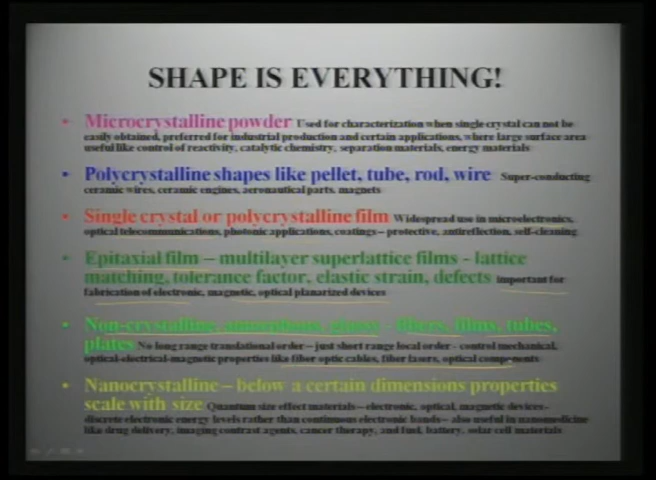 SHAPE IS EVERYTHING!
• Microcrystalline powder Used for characterization when single crystal can not be
easily obtained, preferred for industrial production and certain applications, where large surface area
useful like control of reactivity, catalytic chemistry, separation materials, energy materials
• Polycrystalline shapes like pellet, tube, rod, wire Super-conducting
ceramic wires, ceramic engines, aeronautical parts, magnets
• Single crystal or polycrystalline film Widespread use in microelectronics,
optical telecommunications, photonic applications, coatings – protective, antireflection, self-cleaning
• Epitaxial film – multilayer superlattice films - lattice
matching, tolerance factor, elastic strain, defects important for
fabrication of electronic, magnetic, optical planarized devices
• Non-crystalline, amorphous, glassy - fibers, films, tubes,
plates No long range translational order – just short range local order – control mechanical,
optical-electrical-magnetic properties like fiber optic cables, fiber lasers, optical components
• Nanocrystalline – below a certain dimensions properties
scale with size Quantum size effect materials – electronic, optical, magnetic devices –
discrete electronic energy levels rather than continuous electronic bands – also useful in nanomedicine
like drug delivery, imaging contrast agents, cancer therapy, and fuel, battery, solar cell materials